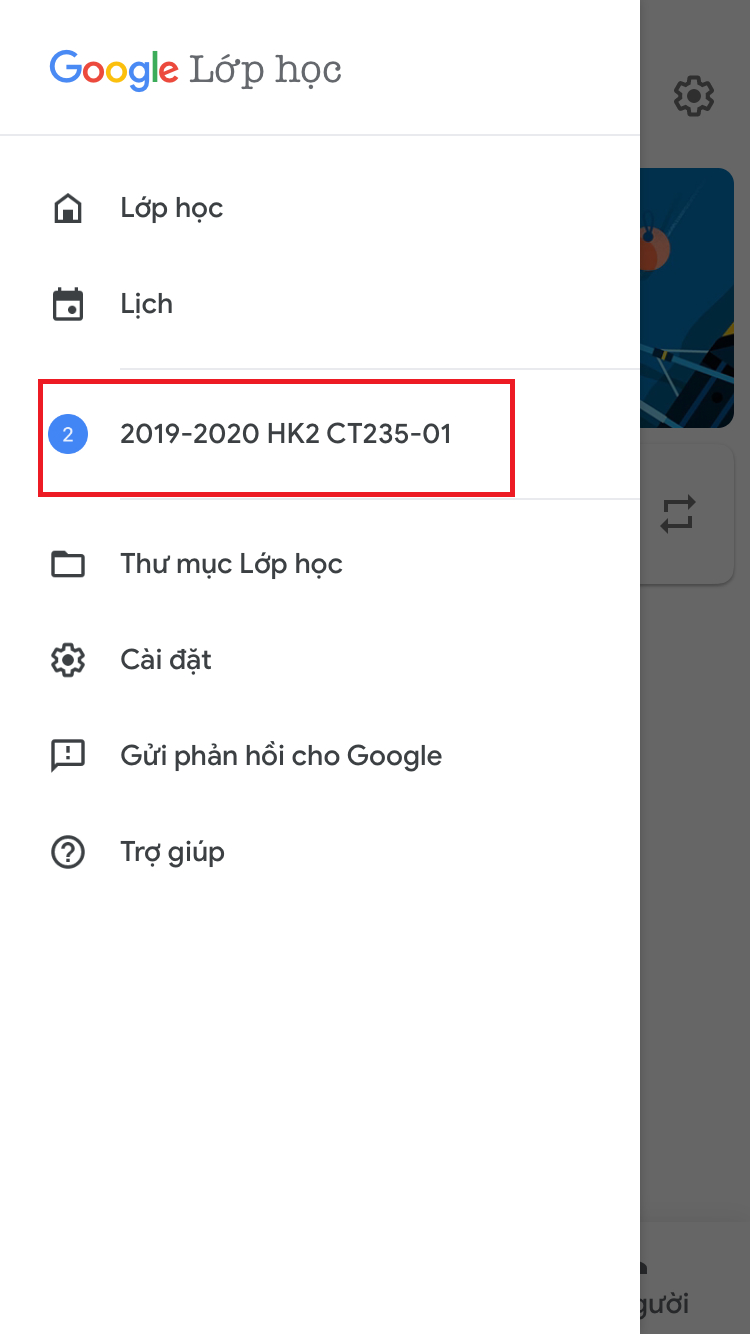 Google Lớp học
Lớp học
Lịch
2 2019-2020 HK2 CT235-01
Thư mục Lớp học
Cài đặt
Gửi phản hồi cho Google
Trợ giúp